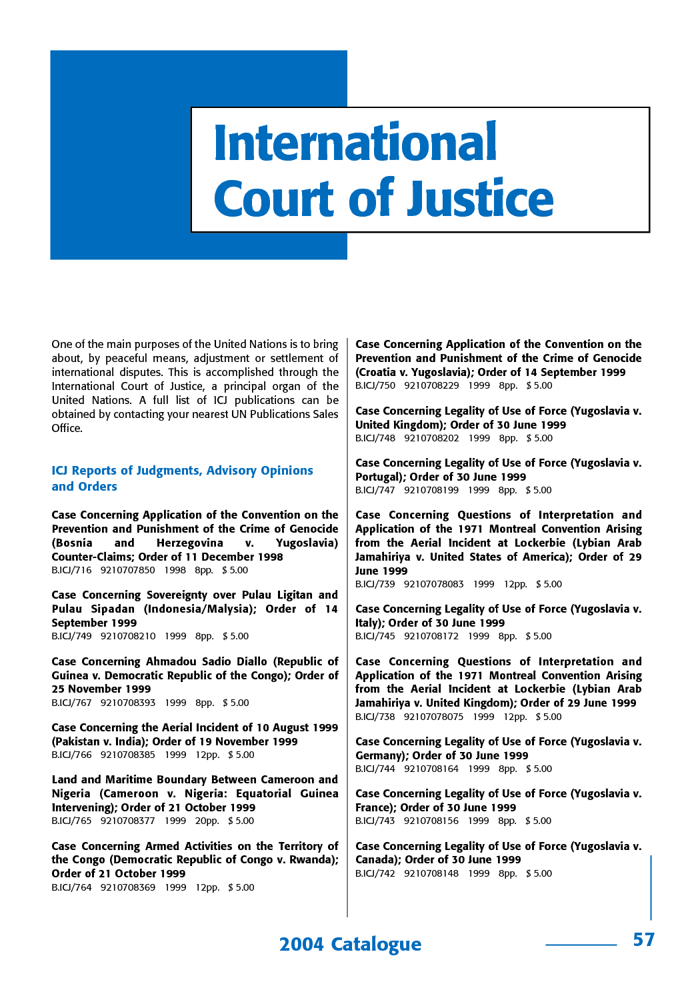 International
Court of Justice
One of the main purposes of the United Nations is to bring
about, by peaceful means, adjustment or settlement of
international disputes. This is accomplished through the
International Court of Justice, a principal organ of the
United Nations. A full list of ICJ publications can be
obtained by contacting your nearest UN Publications Sales
Office.
ICJ Reports of Judgments, Advisory Opinions
and Orders
Case Concerning Application of the Convention on the
Prevention and Punishment of the Crime of Genocide
(Bosnia and Herzegovina v. Yugoslavia)
Counter-Claims; Order of 11 December 1998
B.ICJ/716 9210707850 1998 8pp. $ 5.00
Case Concerning Sovereignty over Pulau Ligitan and
Pulau Sipadan (Indonesia/Malysia); Order of 14
September 1999
B.ICJ/749 9210708210 1999 8pp. $ 5.00
Case Concerning Ahmadou Sadio Diallo (Republic of
Guinea v. Democratic Republic of the Congo); Order of
25 November 1999
B.ICJ/767 9210708393 1999 8pp. $ 5.00
Case Concerning the Aerial Incident of 10 August 1999
(Pakistan v. India); Order of 19 November 1999
B.ICJ/766 9210708385 1999 12pp. $ 5.00
Land and Maritime Boundary Between Cameroon and
Nigeria (Cameroon v. Nigeria: Equatorial Guinea
Intervening); Order of 21 October 1999
B.ICJ/765 9210708377 1999 20pp. $ 5.00
Case Concerning Armed Activities on the Territory of
the Congo (Democratic Republic of Congo v. Rwanda);
Order of 21 October 1999
B.ICJ/764 9210708369 1999 12pp. $ 5.00
Case Concerning Application of the Convention on the
Prevention and Punishment of the Crime of Genocide
(Croatia v. Yugoslavia); Order of 14 September 1999
B.ICJ/750 9210708229 1999 8pp. $ 5.00
Case Concerning Legality of Use of Force (Yugoslavia v.
United Kingdom); Order of 30 June 1999
B.ICJ/748 9210708202 1999 8pp. $ 5.00
Case Concerning Legality of Use of Force (Yugoslavia v.
Portugal); Order of 30 June 1999
B.ICJ/747 9210708199 1999 8pp. $ 5.00
Case Concerning Questions of Interpretation and
Application of the 1971 Montreal Convention Arising
from the Aerial Incident at Lockerbie (Lybian Arab
Jamahiriya v. United States of America); Order of 29
June 1999
B.ICJ/739 92107078083 1999 12pp. $ 5.00
Case Concerning Legality of Use of Force (Yugoslavia v.
Italy); Order of 30 June 1999
B.ICJ/745 9210708172 1999 8pp. $ 5.00
Case Concerning Questions of Interpretation and
Application of the 1971 Montreal Convention Arising
from the Aerial Incident at Lockerbie (Lybian Arab
Jamahiriya v. United Kingdom); Order of 29 June 1999
B.ICJ/738 92107078075 1999 12pp. $ 5.00
Case Concerning Legality of Use of Force (Yugoslavia v.
Germany); Order of 30 June 1999
B.ICJ/744 9210708164 1999 8pp. $ 5.00
Case Concerning Legality of Use of Force (Yugoslavia v.
France); Order of 30 June 1999
B.ICJ/743 9210708156 1999 8pp. $ 5.00
Case Concerning Legality of Use of Force (Yugoslavia v.
Canada); Order of 30 June 1999
B.ICJ/742 9210708148 1999 8pp. $ 5.00
2004 Catalogue
57